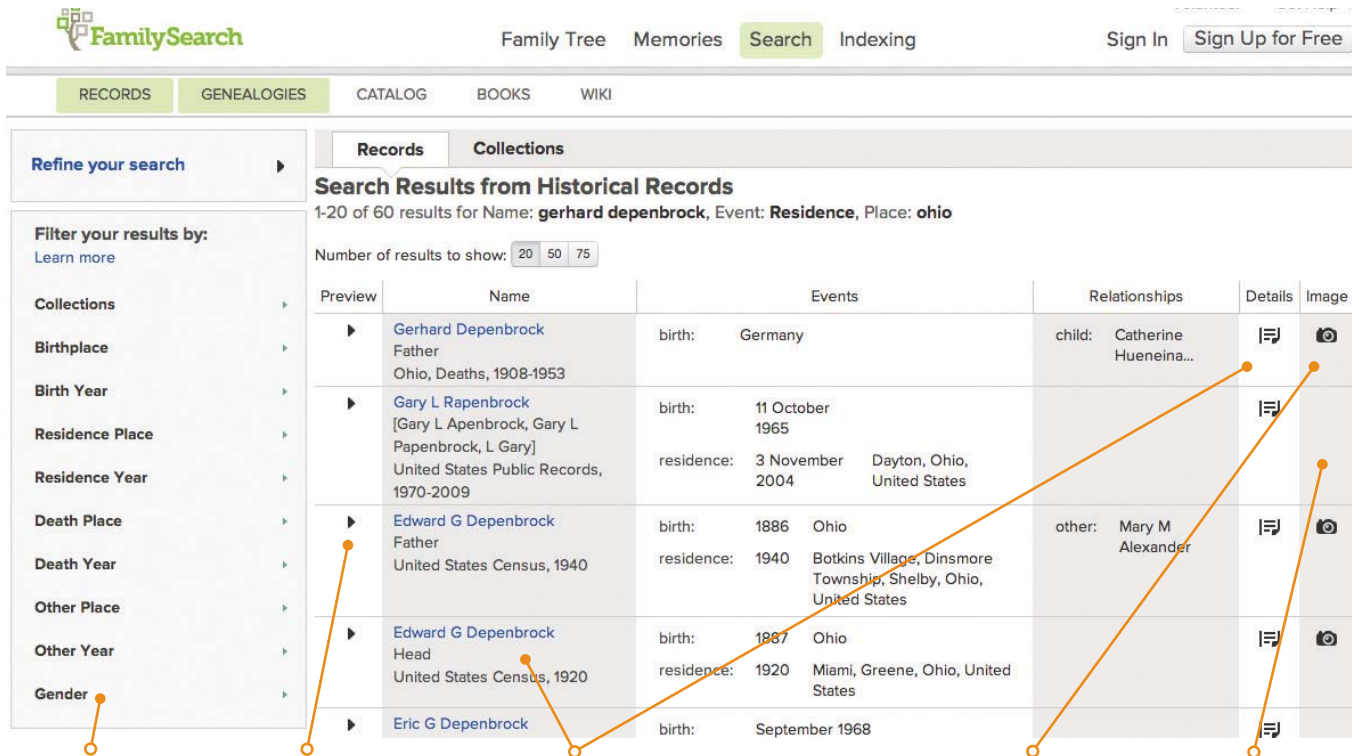 FamilySearch
Family Tree Memories Search Indexing
Sign In Sign Up for Free
RECORDS GENEALOGIES CATALOG BOOKS WIKI
Refine your search
Filter your results by:
Learn more
Collections
Birthplace
Birth Year
Residence Place
Residence Year
Death Place
Death Year
Other Place
Other Year
Gender
Records Collections
Search Results from Historical Records
1-20 of 60 results for Name: gerhard depenbrock, Event: Residence, Place: ohio
Number of results to show: 20 50 75
Preview Name Events Relationships Details Image
Gerhard Depenbrock
Father
Ohio, Deaths, 1908-1953
birth: Germany
child: Catherine
Hueneina...
Gary L Rapenbrock
[Gary L Apenbrock, Gary L
Papenbrock, L Gary]
United States Public Records,
1970-2009
birth: 11 October
1965
residence: 3 November Dayton, Ohio,
2004 United States
Edward G Depenbrock
Father
United States Census, 1940
birth: 1886 Ohio
residence: 1940 Botkins Village, Dinsmore
Township, Shelby, Ohio,
United States
other: Mary M
Alexander
Edward G Depenbrock
Head
United States Census, 1920
birth: 1887 Ohio
residence: 1920 Miami, Greene, Ohio, United
States
Eric G Depenbrock
birth: September 1968